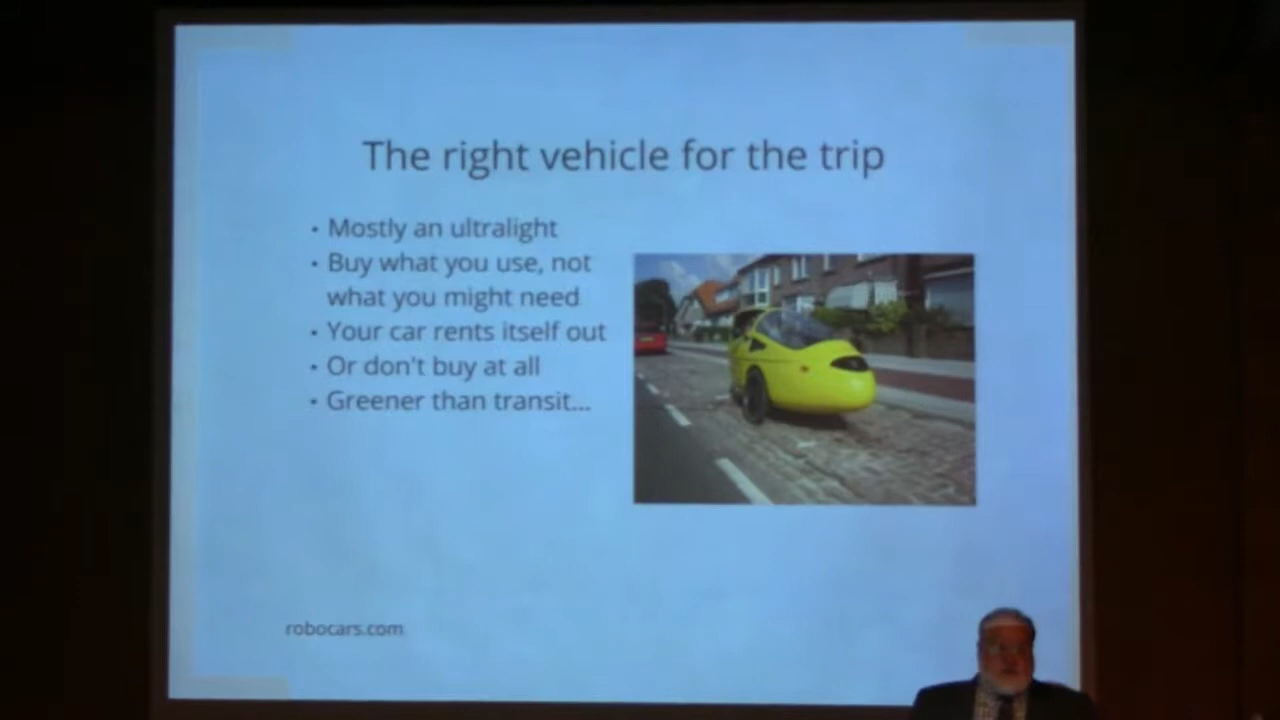 The right vehicle for the trip
• Mostly an ultralight
• Buy what you use, not
what you might need
• Your car rents itself out
• Or don't buy at all
• Greener than transit...
robocars.com